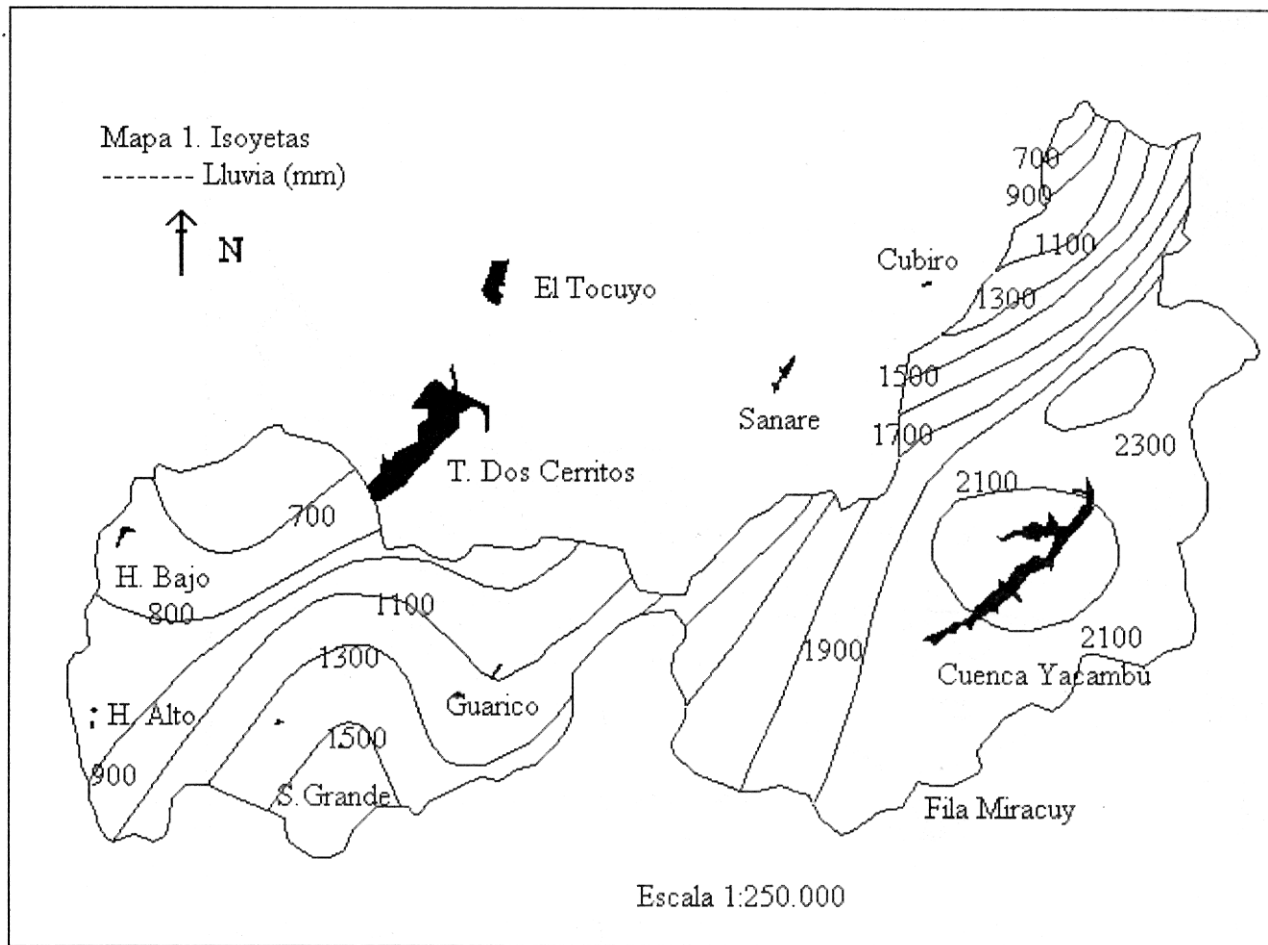 Mapa 1. Isoyetas
-------- Lluvia (mm)
N
700
900
1100
Cubiro
1300
El Tocuyo
1500
Sanare
1700
2300
T. Dos Cerritos
2100
700
H. Bajo
800
1100
2100
1300
1900
Cuenca Yacambu
Guarico
H. Alto
1500
900
S. Grande
Fila Miracuy
Escala 1:250.000